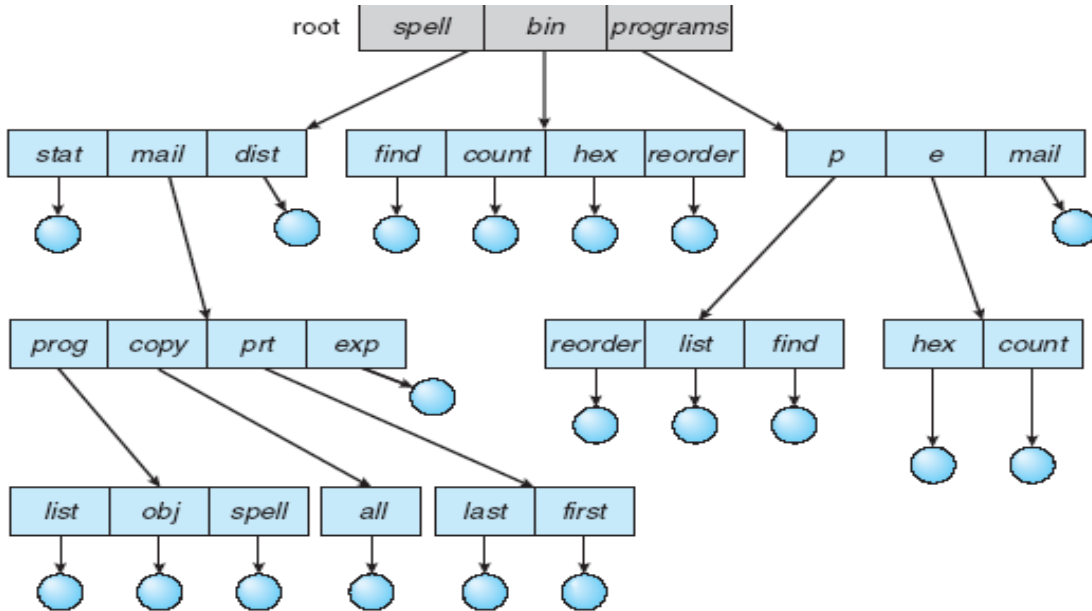 root spell bin programs
stat mail dist find count hex reorder p e mail
prog copy prt exp reorder list find hex count
list obj spell all last first